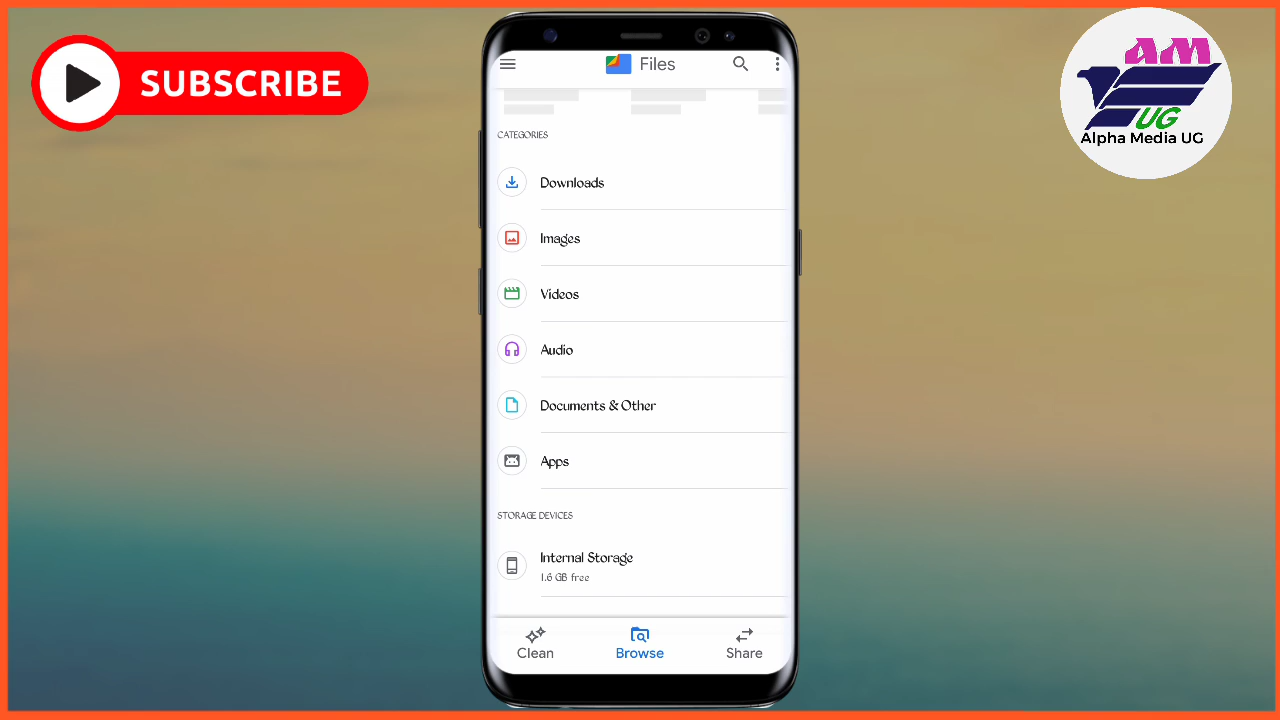 SUBSCRIBE
Files
AM
UG
Alpha Media UG
CATEGORIES
Downloads
Images
Videos
Audio
Documents & Other
Apps
STORAGE DEVICES
Internal Storage
1.6 GB free
Clean
Browse
Share